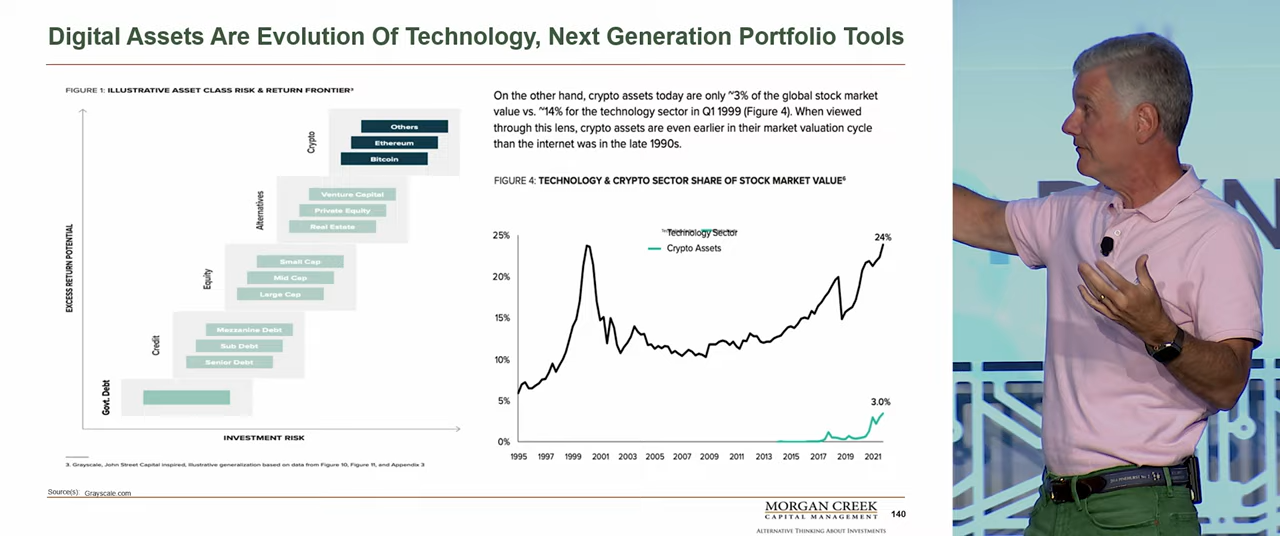 Digital Assets Are Evolution Of Technology, Next Generation Portfolio Tools
FIGURE 1: ILLUSTRATIVE ASSET CLASS RISK & RETURN FRONTIER³
EXCESS RETURN POTENTIAL
Crypto
Others
Ethereum
Bitcoin
Alternatives
Venture Capital
Private Equity
Real Estate
Equity
Small Cap
Mid Cap
Large Cap
Credit
Mezzanine Debt
Sub Debt
Senior Debt
Govt. Debt
INVESTMENT RISK
3. Grayscale, John Street Capital inspired, Illustrative generalization based on data from Figure 10, Figure 11, and Appendix 3
On the other hand, crypto assets today are only ~3% of the global stock market
value vs. ~14% for the technology sector in Q1 1999 (Figure 4). When viewed
through this lens, crypto assets are even earlier in their market valuation cycle
than the internet was in the late 1990s.
FIGURE 4: TECHNOLOGY & CRYPTO SECTOR SHARE OF STOCK MARKET VALUE⁶
Technology Sector
Crypto Assets
25%
20%
15%
10%
5%
0%
24%
3.0%
1995 1997 1999 2001 2003 2005 2007 2009 2011 2013 2015 2017 2019 2021
Source(s): Grayscale.com
MORGAN CREEK
CAPITAL MANAGEMENT
ALTERNATIVE THINKING ABOUT INVESTMENTS
140